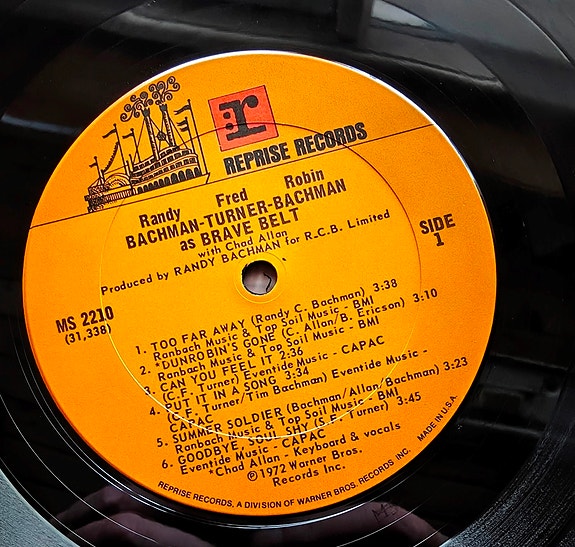 r
REPRISE RECORDS
Randy Fred Robin
BACHMAN-TURNER-BACHMAN
as BRAVE BELT
with Chad Allan
Produced by RANDY BACHMAN for R.C.B. Limited
SIDE
1
MS 2210
(31,338)
1. TOO FAR AWAY (Randy C. Bachman) 3:38
Ranbach Music & Top Soil Music - BMI
2. *DUNROBIN'S GONE (C. Allan/B. Ericson) 3:10
Ranbach Music & Top Soil Music - BMI
3. CAN YOU FEEL IT 2:36
(C.F. Turner) Eventide Music - CAPAC
4. PUT IT IN A SONG 3:34
(C.F. Turner/Tim Bachman) Eventide Music -
CAPAC
5. SUMMER SOLDIER (Bachman/Allan/Bachman) 3:23
Ranbach Music & Top Soil Music - BMI
6. GOODBYE, SOUL SHY (C.F. Turner) 3:45
Eventide Music - CAPAC
*Chad Allan - Keyboard & vocals
℗1972 Warner Bros.
Records Inc.
REPRISE RECORDS, A DIVISION OF WARNER BROS. RECORDS INC. MADE IN U.S.A.